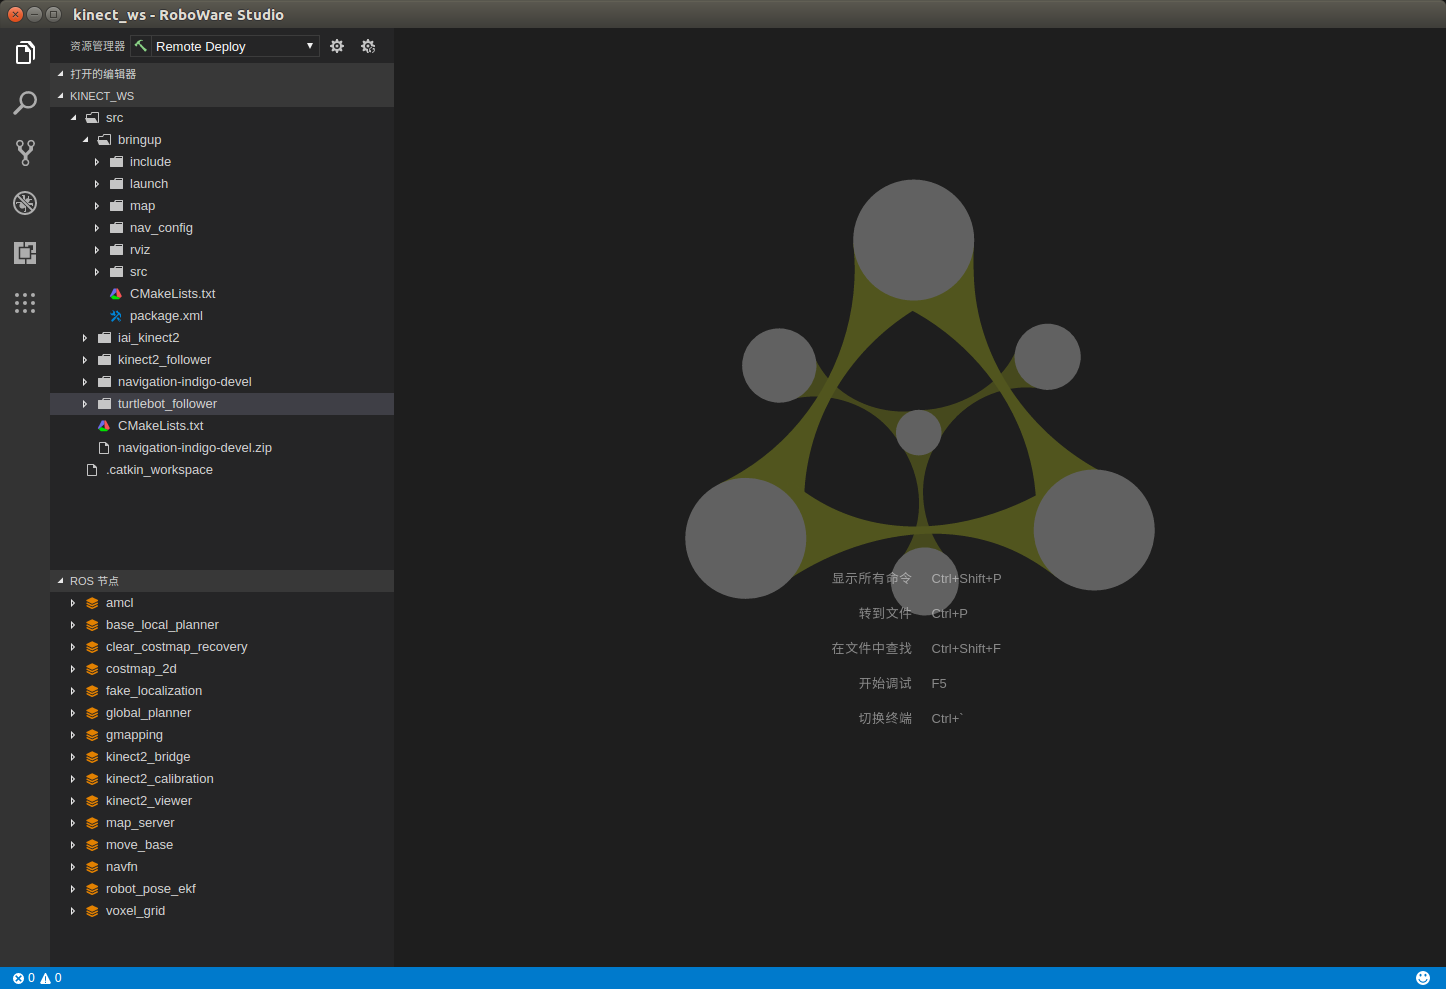 kinect_ws - RoboWare Studio
资源管理器 Remote Deploy
打开的编辑器
KINECT_WS
src
bringup
include
launch
map
nav_config
rviz
src
CMakeLists.txt
package.xml
iai_kinect2
kinect2_follower
navigation-indigo-devel
turtlebot_follower
CMakeLists.txt
navigation-indigo-devel.zip
.catkin_workspace
ROS 节点
amcl
base_local_planner
clear_costmap_recovery
costmap_2d
fake_localization
global_planner
gmapping
kinect2_bridge
kinect2_calibration
kinect2_viewer
map_server
move_base
navfn
robot_pose_ekf
voxel_grid
显示所有命令 Ctrl+Shift+P
转到文件 Ctrl+P
在文件中查找 Ctrl+Shift+F
开始调试 F5
切换终端 Ctrl+`
0 0